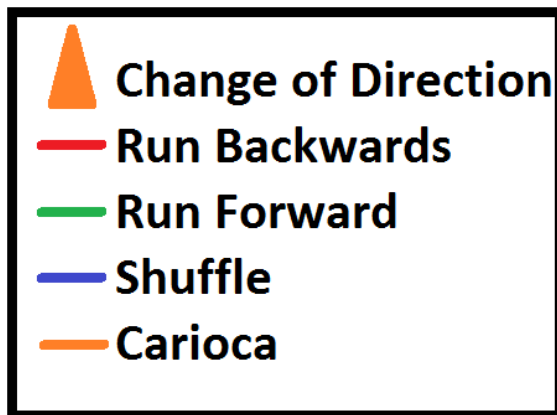 Change of Direction
Run Backwards
Run Forward
Shuffle
Carioca